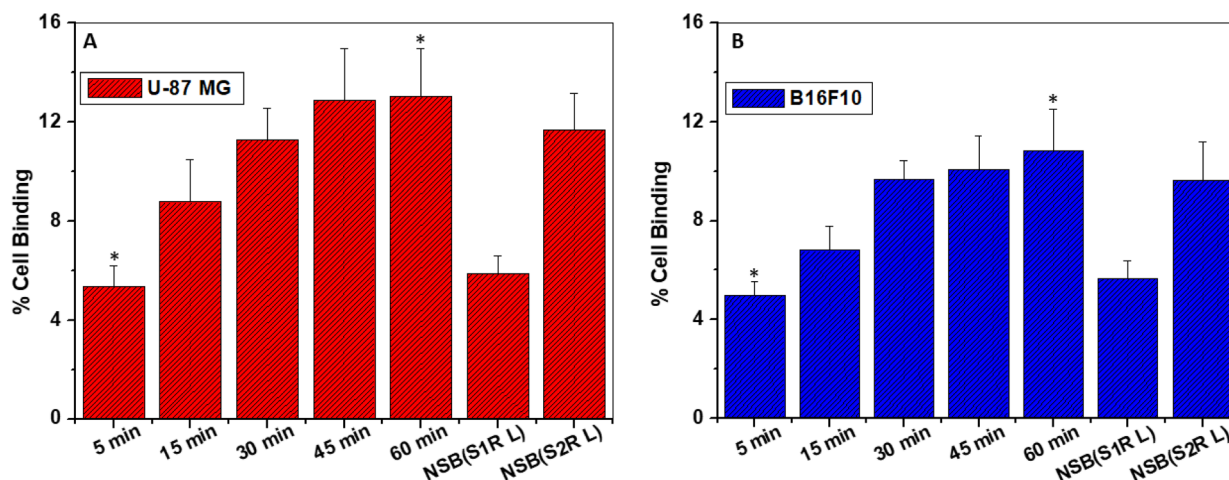 A
U-87 MG
% Cell Binding
16
12
8
4
0
*
*
5 min
15 min
30 min
45 min
60 min
NSB(S1R L)
NSB(S2R L)
B
B16F10
% Cell Binding
16
12
8
4
0
*
*
5 min
15 min
30 min
45 min
60 min
NSB(S1R L)
NSB(S2R L)